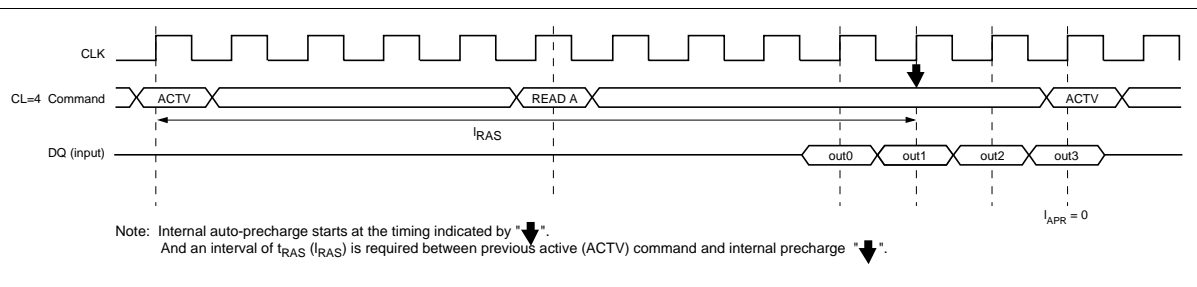 CLK
CL=4 Command
ACTV
READ A
ACTV
lRAS
DQ (input)
out0
out1
out2
out3
lAPR = 0
Note: Internal auto-precharge starts at the timing indicated by " ".
And an interval of tRAS (lRAS) is required between previous active (ACTV) command and internal precharge " ".